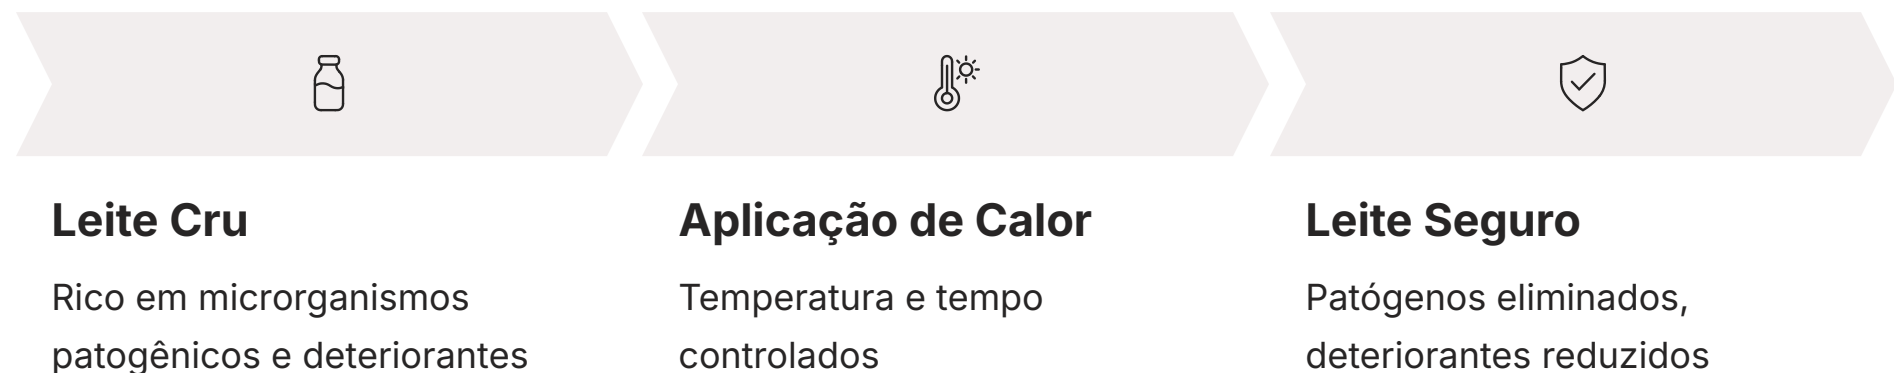 Leite Cru
Rico em microrganismos
patogênicos e deteriorantes
Aplicação de Calor
Temperatura e tempo
controlados
Leite Seguro
Patógenos eliminados,
deteriorantes reduzidos